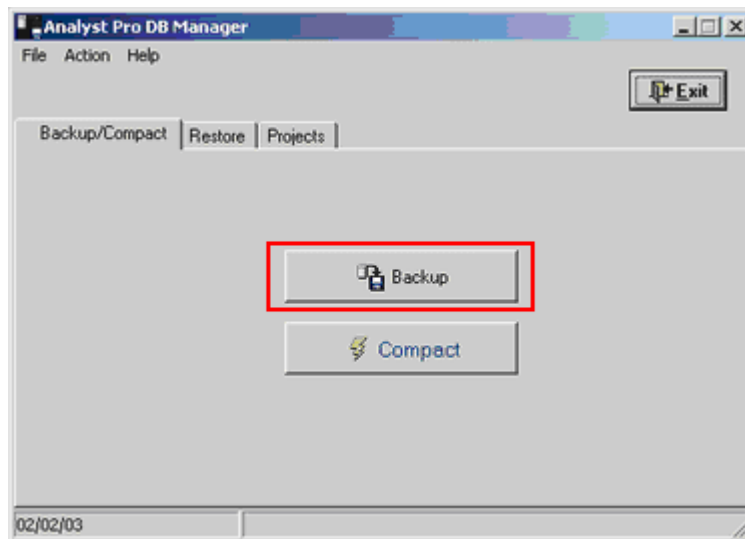 Analyst Pro DB Manager
File Action Help
Exit
Backup/Compact Restore Projects
Backup
Compact
02/02/03